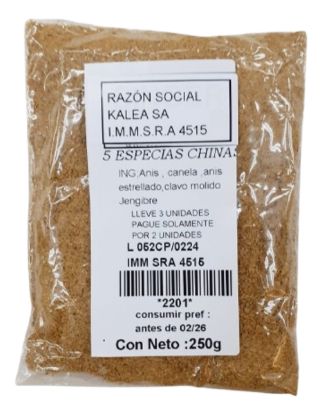 RAZÓN SOCIAL
KALEA SA
I.M.M.S.R.A 4515
5 ESPECIAS CHINAS
ING:Anis , canela ,anis
estrellado,clavo molido
Jengibre
LLEVE 3 UNIDADES
PAGUE SOLAMENTE
POR 2 UNIDADES
L 052CP/0224
IMM SRA 4515
*2201*
consumir pref :
antes de 02/26
Con Neto :250g